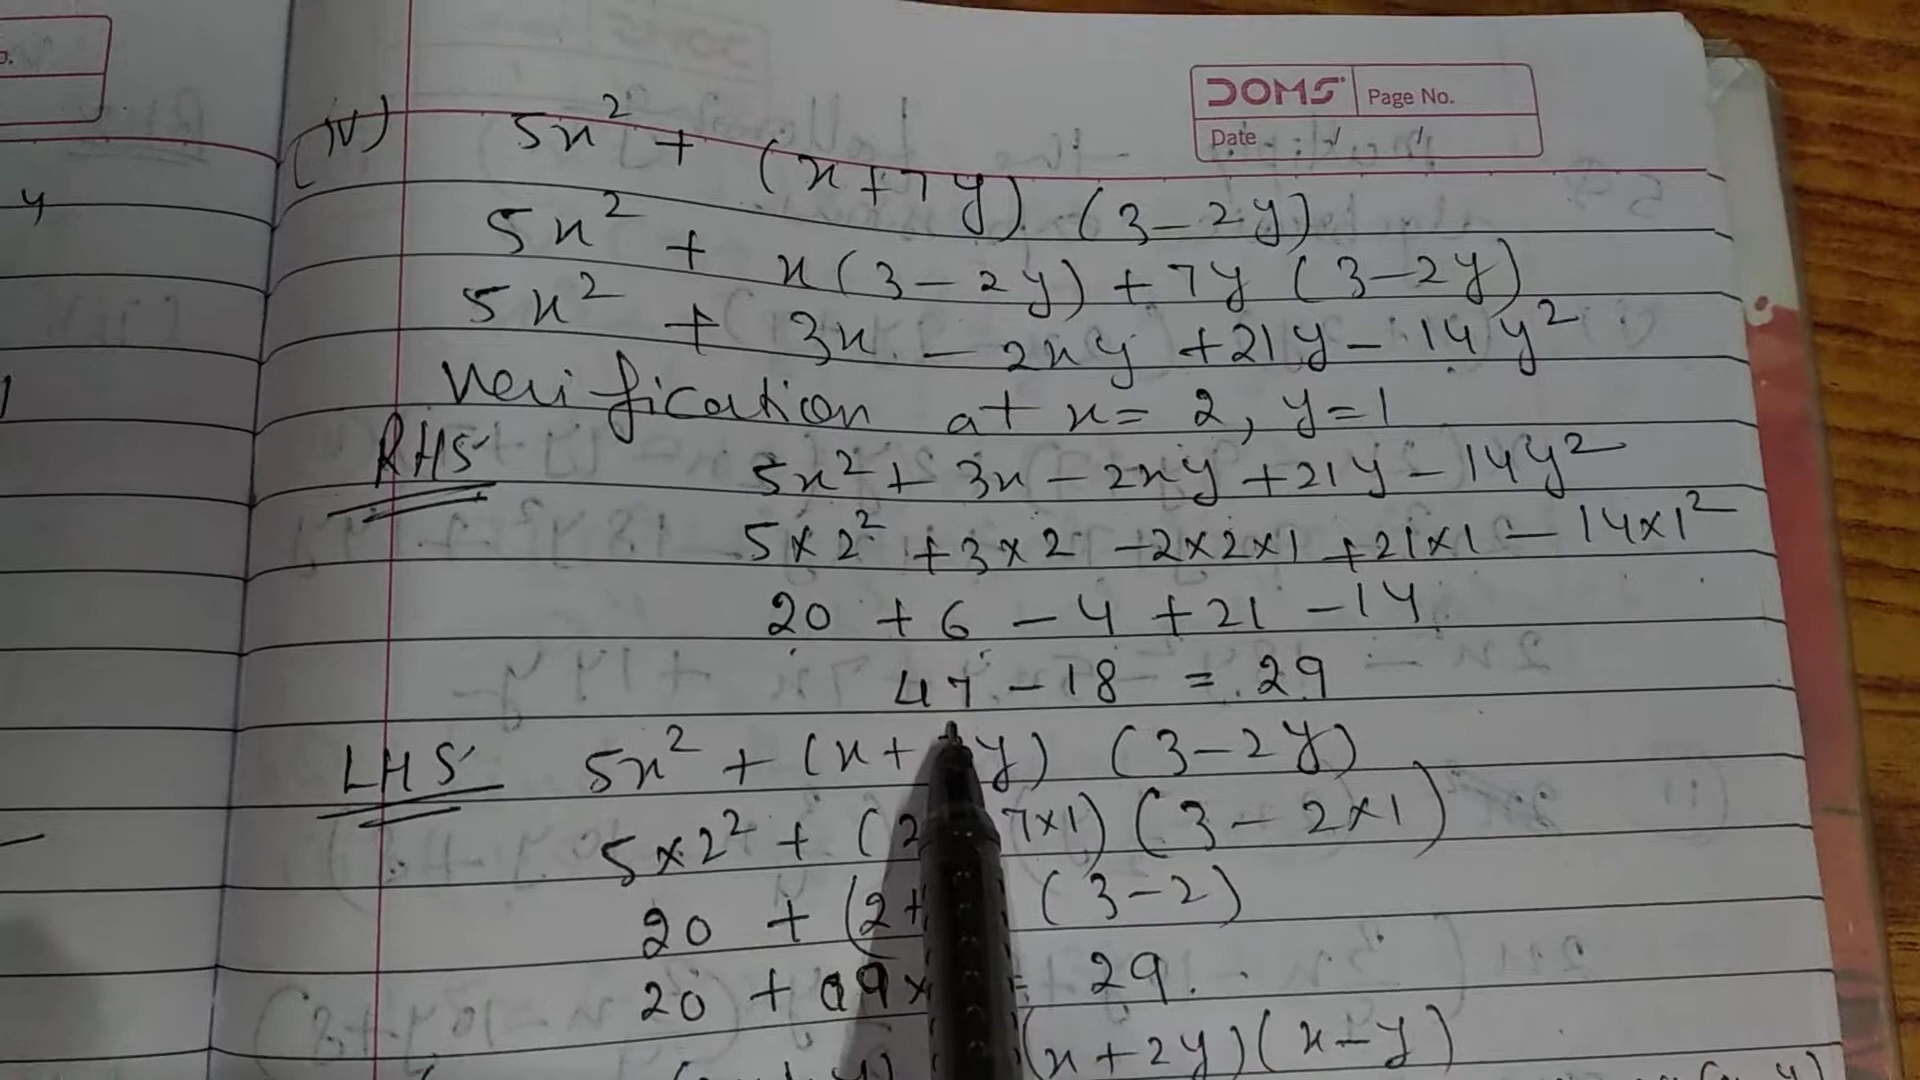 DOMS Page No.
Date / /
(iv) 5x² + (x+7y) (3-2y)
5x² + x(3-2y) + 7y (3-2y)
5x² + 3x - 2xy + 21y - 14y²
Verification at x = 2, y=1
RHS 5x² + 3x - 2xy + 21y - 14y²
5×2² + 3×2 - 2×2×1 + 21×1 - 14×1²
20 + 6 - 4 + 21 - 14
47 - 18 = 29
LHS 5x² + (x+ y) (3-2y)
5×2² + (2 7×1) (3 - 2×1)
20 + (2+ (3-2)
20 + 9× = 29.
(x+2y)(x-y)